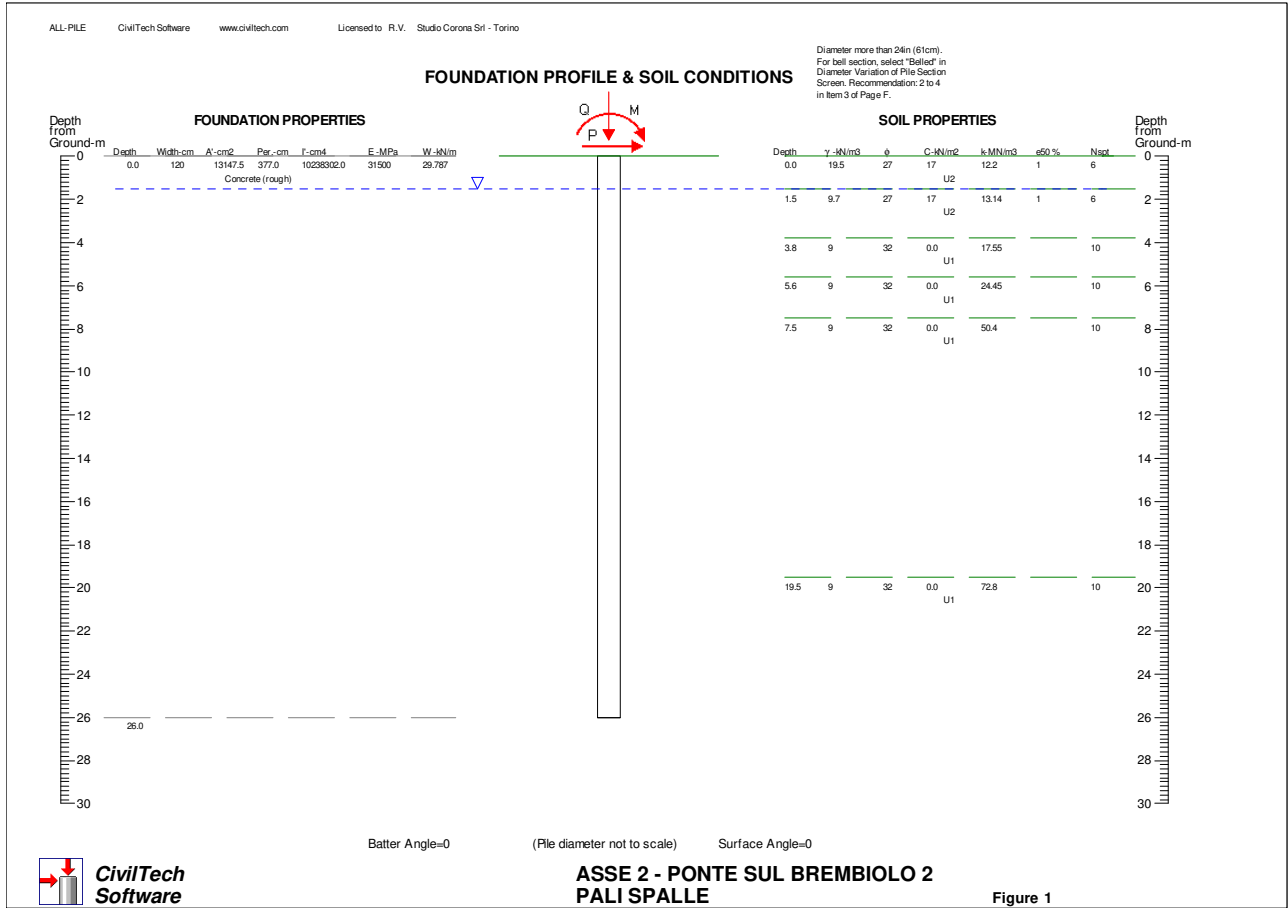 ALL-PILE CivilTech Software www.civiltech.com Licensed to R.V. Studio Corona Srl - Torino
Diameter more than 24in (61cm).
For bell section, select "Belled" in
Diameter Variation of Pile Section
Screen. Recommendation: 2 to 4
in Item 3 of Page F.
FOUNDATION PROFILE & SOIL CONDITIONS
Q M
P
Depth
from
Ground-m
FOUNDATION PROPERTIES
SOIL PROPERTIES
Depth
from
Ground-m
Depth Width-cm A'-cm2 Per.-cm I'-cm4 E -MPa W -kN/m
0.0 120 13147.5 377.0 10238302.0 31500 29.787
Concrete (rough)
26.0
Depth γ -kN/m3 ϕ C-kN/m2 k-MN/m3 e50 % Nspt
0.0 19.5 27 17 12.2 1 6
U2
1.5 9.7 27 17 13.14 1 6
U2
3.8 9 32 0.0 17.55 10
U1
5.6 9 32 0.0 24.45 10
U1
7.5 9 32 0.0 50.4 10
U1
19.5 9 32 0.0 72.8 10
U1
0 0
2 2
4 4
6 6
8 8
10 10
12 12
14 14
16 16
18 18
20 20
22 22
24 24
26 26
28 28
30 30
Batter Angle=0 (Pile diameter not to scale) Surface Angle=0
CivilTech
Software
ASSE 2 - PONTE SUL BREMBIOLO 2
PALI SPALLE
Figure 1